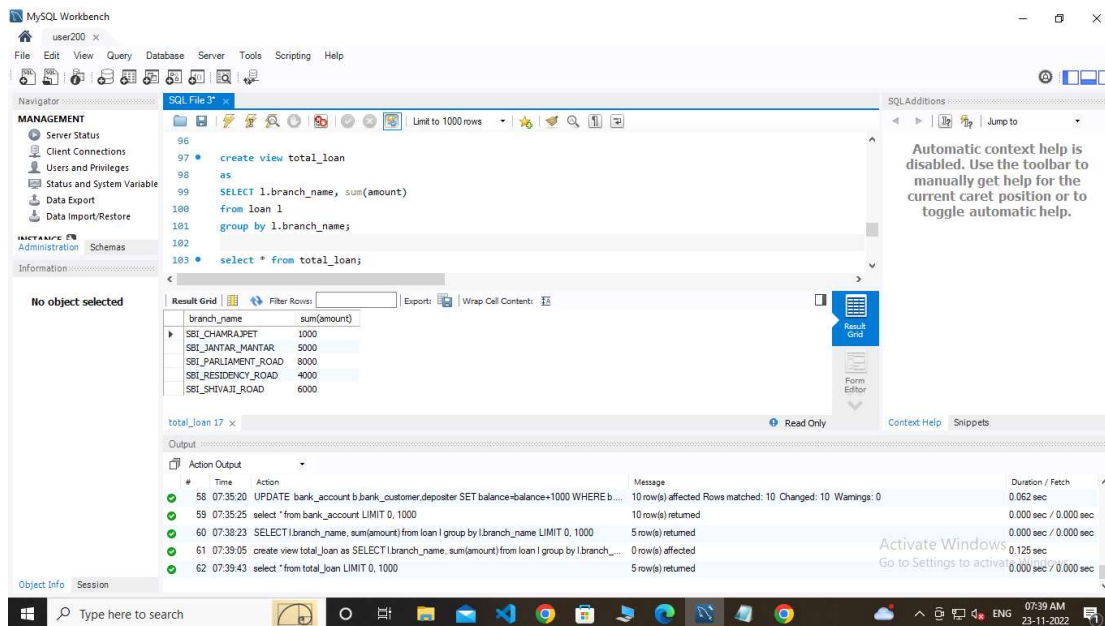 MySQL Workbench
user200
File Edit View Query Database Server Tools Scripting Help
Navigator
MANAGEMENT
Server Status
Client Connections
Users and Privileges
Status and System Variable
Data Export
Data Import/Restore
INSTANCE
Administration Schemas
Information
No object selected
Object Info Session
SQL File 3*
Limit to 1000 rows
96
97 create view total_loan
98 as
99 SELECT l.branch_name, sum(amount)
100 from loan l
101 group by l.branch_name;
102
103 select * from total_loan;
Result Grid Filter Rows: Export: Wrap Cell Content:
branch_name sum(amount)
SBI_CHAMRAJPET 1000
SBI_JANTAR_MANTAR 5000
SBI_PARLIAMENT_ROAD 8000
SBI_RESIDENCY_ROAD 4000
SBI_SHIVAJI_ROAD 6000
Result Grid
Form Editor
total_loan 17
Read Only
SQLAdditions
Jump to
Automatic context help is
disabled. Use the toolbar to
manually get help for the
current caret position or to
toggle automatic help.
Context Help Snippets
Output
Action Output
# Time Action Message Duration / Fetch
58 07:35:20 UPDATE bank_account b,bank_customer,depositer SET balance=balance+1000 WHERE b.... 10 row(s) affected Rows matched: 10 Changed: 10 Warnings: 0 0.062 sec
59 07:35:25 select * from bank_account LIMIT 0, 1000 10 row(s) returned 0.000 sec / 0.000 sec
60 07:38:23 SELECT l.branch_name, sum(amount) from loan l group by l.branch_name LIMIT 0, 1000 5 row(s) returned 0.000 sec / 0.000 sec
61 07:39:05 create view total_loan as SELECT l.branch_name, sum(amount) from loan l group by l.branch_... 0 row(s) affected 0.125 sec
62 07:39:43 select * from total_loan LIMIT 0, 1000 5 row(s) returned 0.000 sec / 0.000 sec
Activate Windows
Go to Settings to activate Windows.
Type here to search
ENG
07:39 AM
23-11-2022